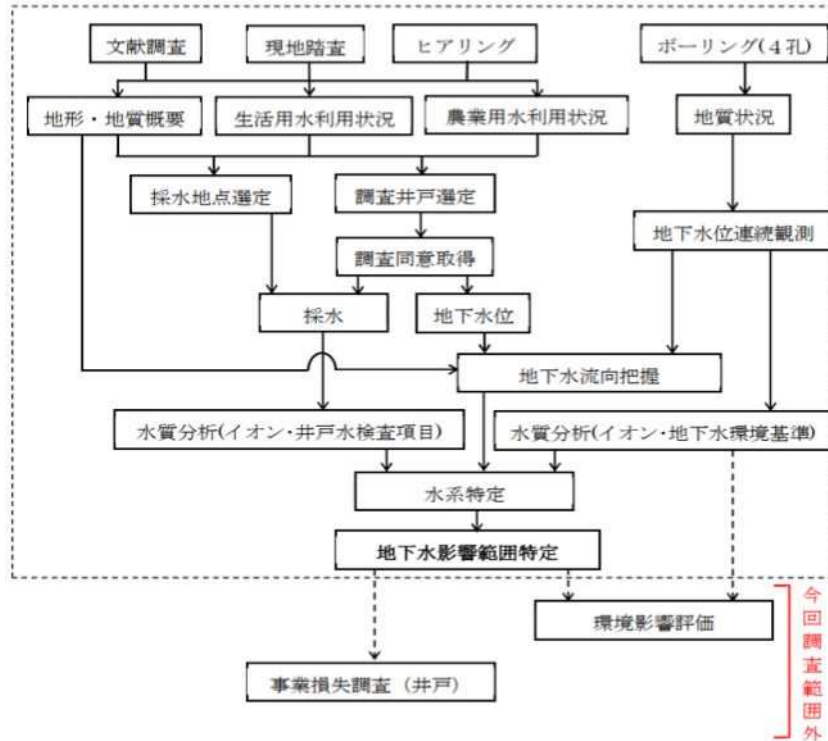 文献調査
現地踏査
ヒアリング
ボーリング(4孔)
地形・地質概要
生活用水利用状況
農業用水利用状況
地質状況
採水地点選定
調査井戸選定
地下水位連続観測
調査同意取得
採水
地下水位
地下水流向把握
水質分析(イオン・井戸水検査項目)
水質分析(イオン・地下水環境基準)
水系特定
地下水影響範囲特定
環境影響評価
事業損失調査（井戸）
今回調査範囲外